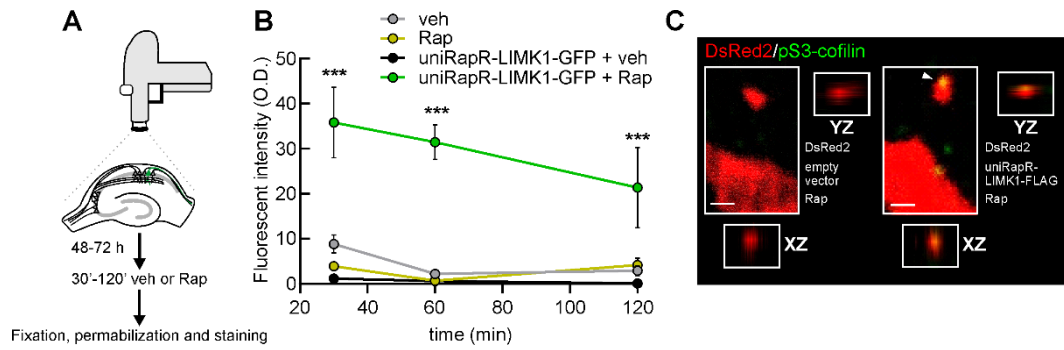 A
48-72 h
30'-120' veh or Rap
Fixation, permabilization and staining
B
veh
Rap
uniRapR-LIMK1-GFP + veh
uniRapR-LIMK1-GFP + Rap
Fluorescent intensity (O.D.)
50
40
30
20
10
0
***
***
***
20
40
60
80
100
120
time (min)
C
DsRed2/pS3-cofilin
YZ
DsRed2
empty
vector
Rap
XZ
YZ
DsRed2
uniRapR-
LIMK1-FLAG
Rap
XZ